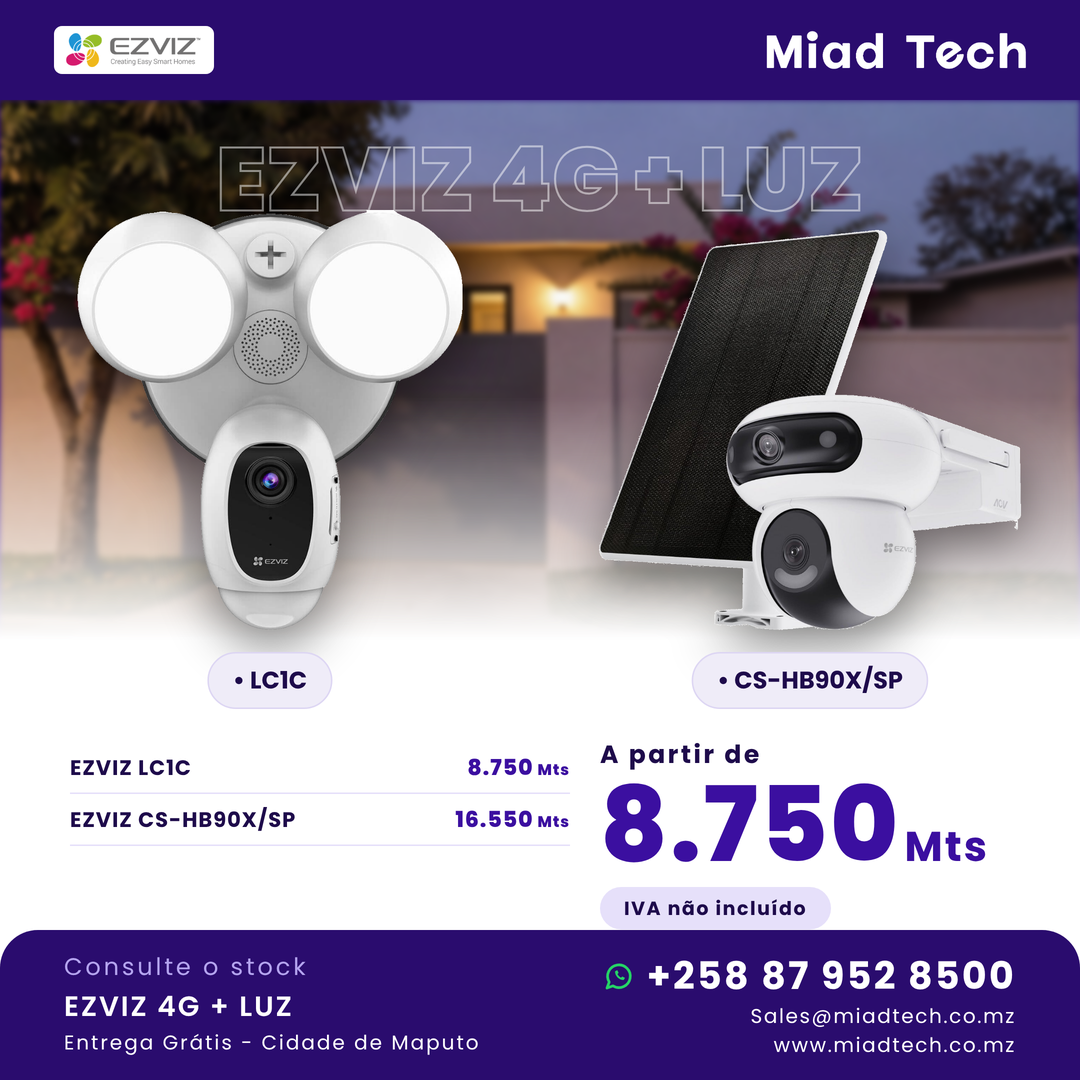 EZVIZ™
Creating Easy Smart Homes
Miad Tech
EZVIZ 4G + LUZ
EZVIZ
EZVIZ
• LC1C
• CS-HB90X/SP
EZVIZ LC1C 8.750 Mts
EZVIZ CS-HB90X/SP 16.550 Mts
A partir de
8.750 Mts
IVA não incluído
Consulte o stock
EZVIZ 4G + LUZ
Entrega Grátis - Cidade de Maputo
+258 87 952 8500
Sales@miadtech.co.mz
www.miadtech.co.mz